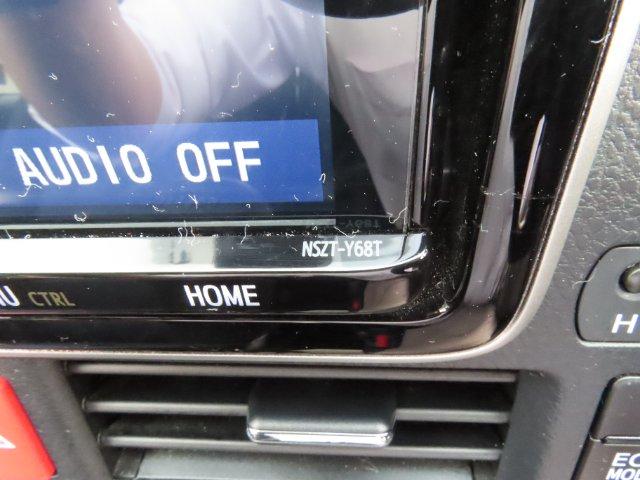 AUDIO OFF
NSZT-Y68T
CTRL
HOME
H